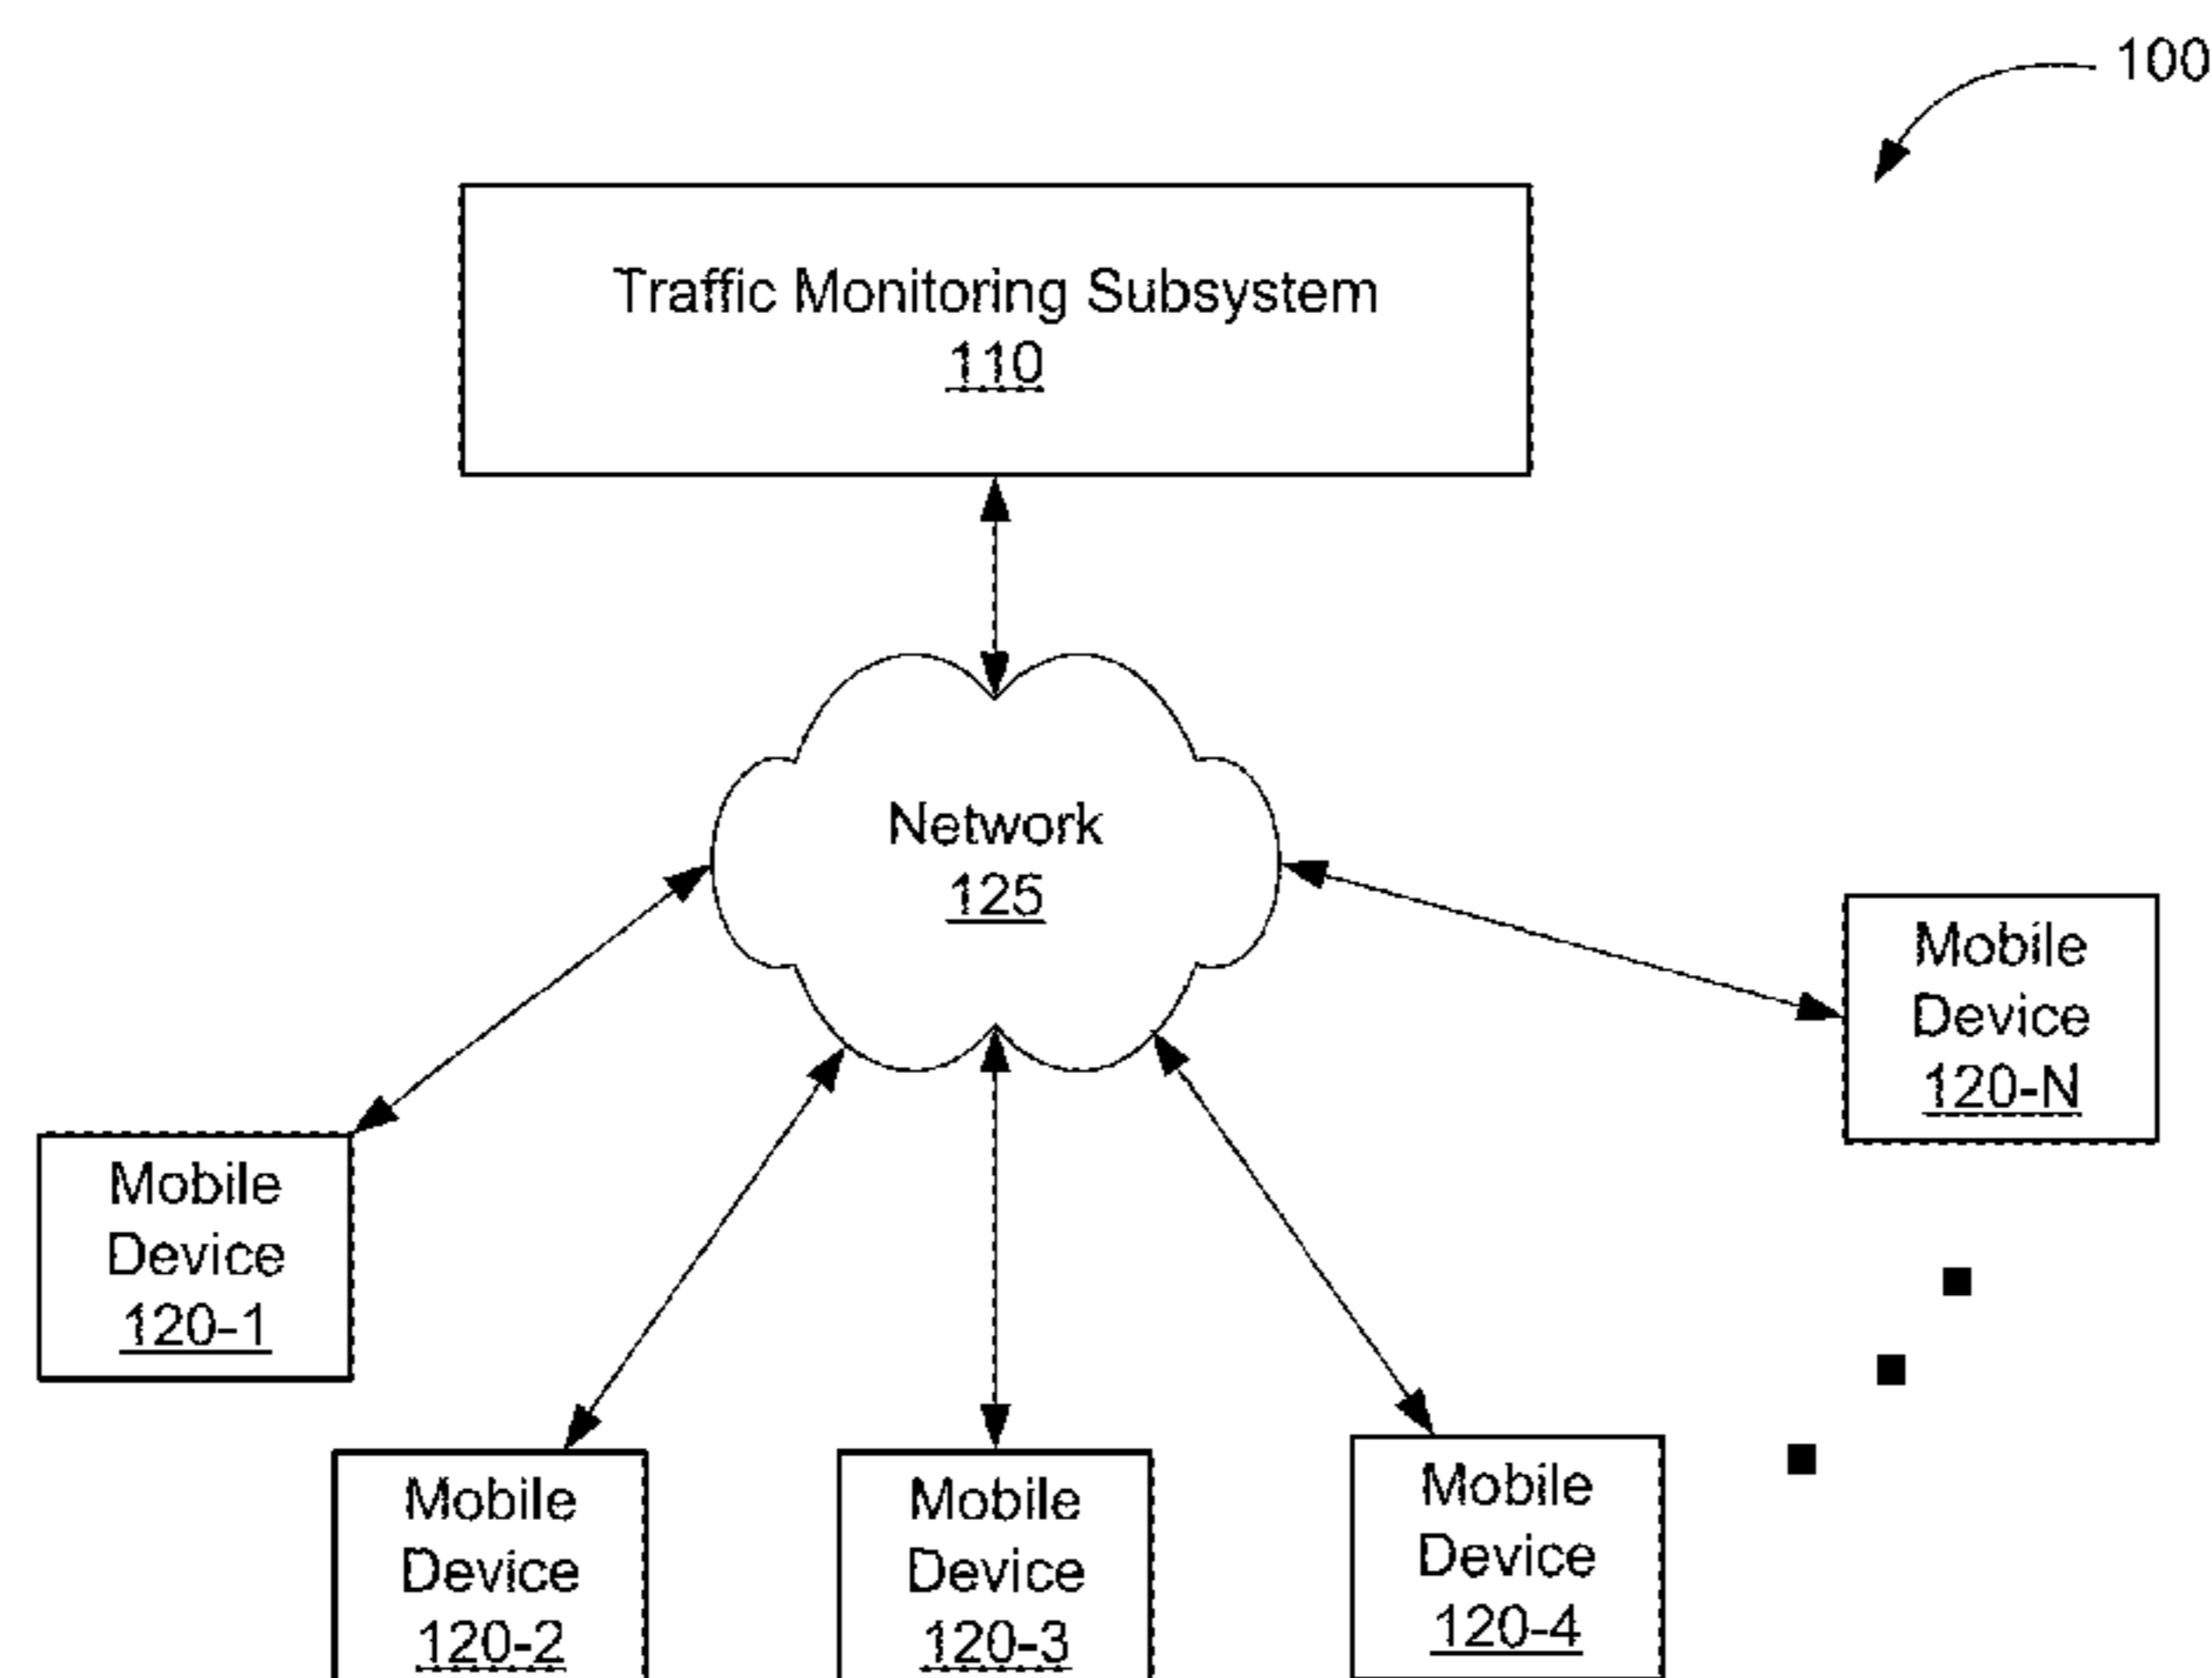 100
Traffic Monitoring Subsystem
110
Network
125
Mobile
Device
120-N
Mobile
Device
120-1
Mobile
Device
120-2
Mobile
Device
120-3
Mobile
Device
120-4